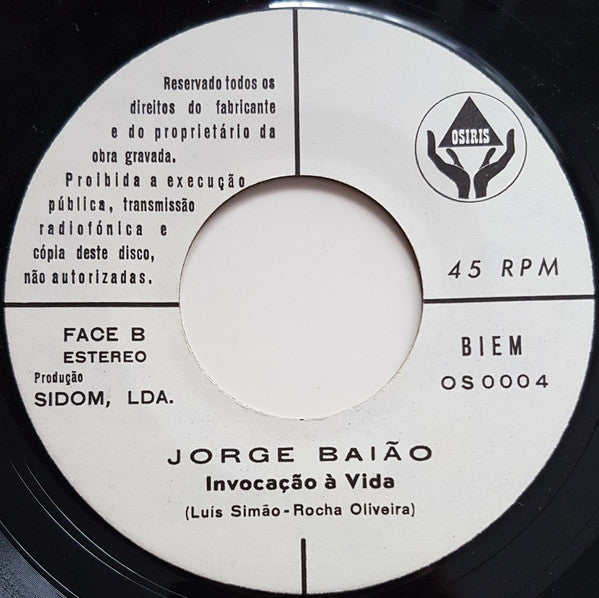 Reservado todos os
direitos do fabricante
e do proprietário da
obra gravada.
Proibida a execução
pública, transmissão
radiofónica e
cópia deste disco,
não autorizadas.
OSIRIS
45 RPM
FACE B
ESTEREO
Produção
SIDOM, LDA.
BIEM
OS0004
JORGE BAIÃO
Invocação à Vida
(Luís Simão-Rocha Oliveira)